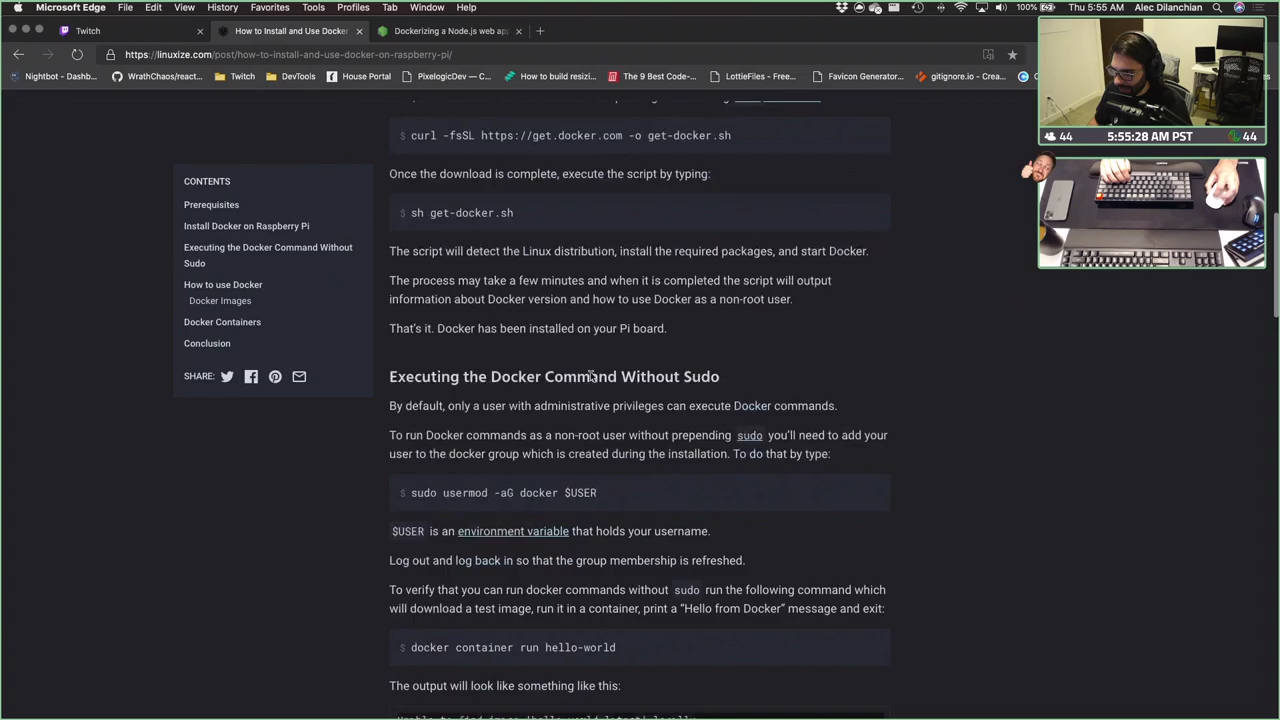 Microsoft Edge File Edit View History Favorites Tools Profiles Tab Window Help
100% Thu 5:55 AM Alec Dilanchian
Twitch
How to Install and Use Docker
Dockerizing a Node.js web app
https://linuxize.com/post/how-to-install-and-use-docker-on-raspberry-pi/
Nightbot - Dashb... WrathChaos/react... Twitch DevTools House Portal PixelogicDev — C... How to build resizi... The 9 Best Code-... LottieFiles - Free... Favicon Generator... gitignore.io - Crea...
44 5:55:28 AM PST 44
$ curl -fsSL https://get.docker.com -o get-docker.sh
Once the download is complete, execute the script by typing:
$ sh get-docker.sh
The script will detect the Linux distribution, install the required packages, and start Docker.
The process may take a few minutes and when it is completed the script will output
information about Docker version and how to use Docker as a non-root user.
That's it. Docker has been installed on your Pi board.
CONTENTS
Prerequisites
Install Docker on Raspberry Pi
Executing the Docker Command Without
Sudo
How to use Docker
Docker Images
Docker Containers
Conclusion
SHARE:
Executing the Docker Command Without Sudo
By default, only a user with administrative privileges can execute Docker commands.
To run Docker commands as a non-root user without prepending sudo you'll need to add your
user to the docker group which is created during the installation. To do that by type:
$ sudo usermod -aG docker $USER
$USER is an environment variable that holds your username.
Log out and log back in so that the group membership is refreshed.
To verify that you can run docker commands without sudo run the following command which
will download a test image, run it in a container, print a “Hello from Docker” message and exit:
$ docker container run hello-world
The output will look like something like this: